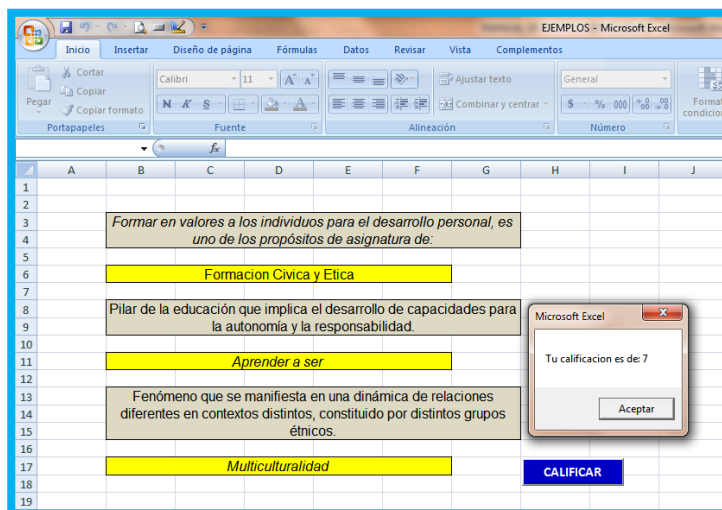 EJEMPLOS - Microsoft Excel
Inicio Insertar Diseño de página Fórmulas Datos Revisar Vista Complementos
Pegar
Cortar
Copiar
Copiar formato
Portapapeles
Calibri 11
N K S
Fuente
Ajustar texto
Combinar y centrar
Alineación
General
$ % 000
Número
Format
condicion
fx
A B C D E F G H I J
1
2
3
4
5
6
7
8
9
10
11
12
13
14
15
16
17
18
19
Formar en valores a los individuos para el desarrollo personal, es
uno de los propósitos de asignatura de:
Formacion Civica y Etica
Pilar de la educación que implica el desarrollo de capacidades para
la autonomía y la responsabilidad.
Aprender a ser
Fenómeno que se manifiesta en una dinámica de relaciones
diferentes en contextos distintos, constituido por distintos grupos
étnicos.
Multiculturalidad
Microsoft Excel
Tu calificacion es de: 7
Aceptar
CALIFICAR